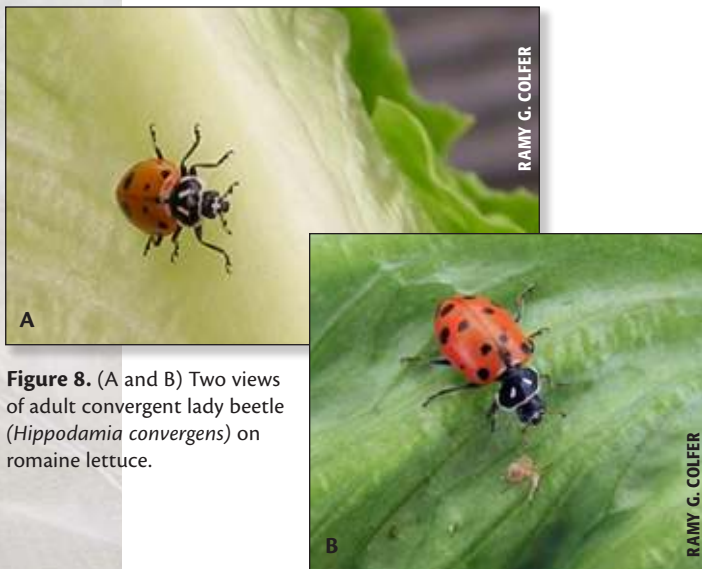 RAMY G. COLFER
A
Figure 8. (A and B) Two views
of adult convergent lady beetle
(Hippodamia convergens) on
romaine lettuce.
B
RAMY G. COLFER